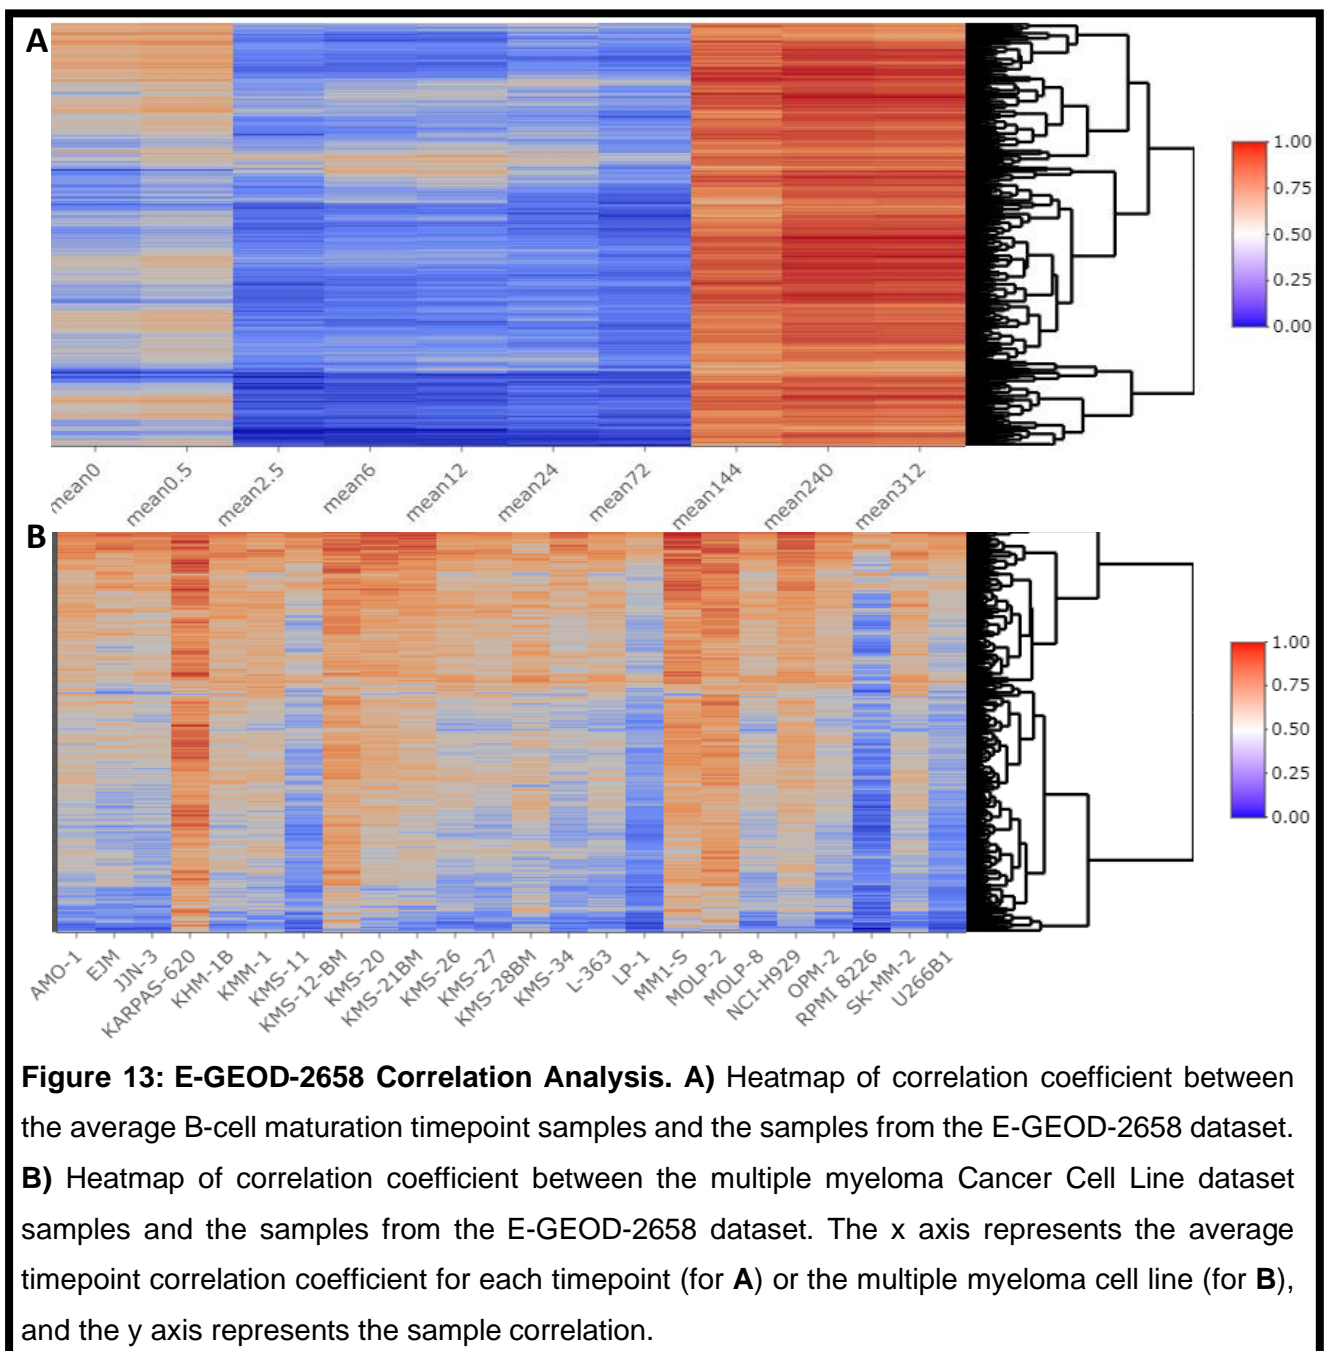 A
1.00
0.75
0.50
0.25
0.00
mean0
mean0.5
mean2.5
mean6
mean12
mean24
mean72
mean144
mean240
mean312
B
1.00
0.75
0.50
0.25
0.00
AMO-1
EJM
JJN-3
KARPAS-620
KHM-1B
KMM-1
KMS-11
KMS-12-BM
KMS-20
KMS-21BM
KMS-26
KMS-27
KMS-28BM
KMS-34
L-363
LP-1
MM1-S
MOLP-2
MOLP-8
NCI-H929
OPM-2
RPMI 8226
SK-MM-2
U266B1
Figure 13: E-GEOD-2658 Correlation Analysis. A) Heatmap of correlation coefficient between
the average B-cell maturation timepoint samples and the samples from the E-GEOD-2658 dataset.
B) Heatmap of correlation coefficient between the multiple myeloma Cancer Cell Line dataset
samples and the samples from the E-GEOD-2658 dataset. The x axis represents the average
timepoint correlation coefficient for each timepoint (for A) or the multiple myeloma cell line (for B),
and the y axis represents the sample correlation.